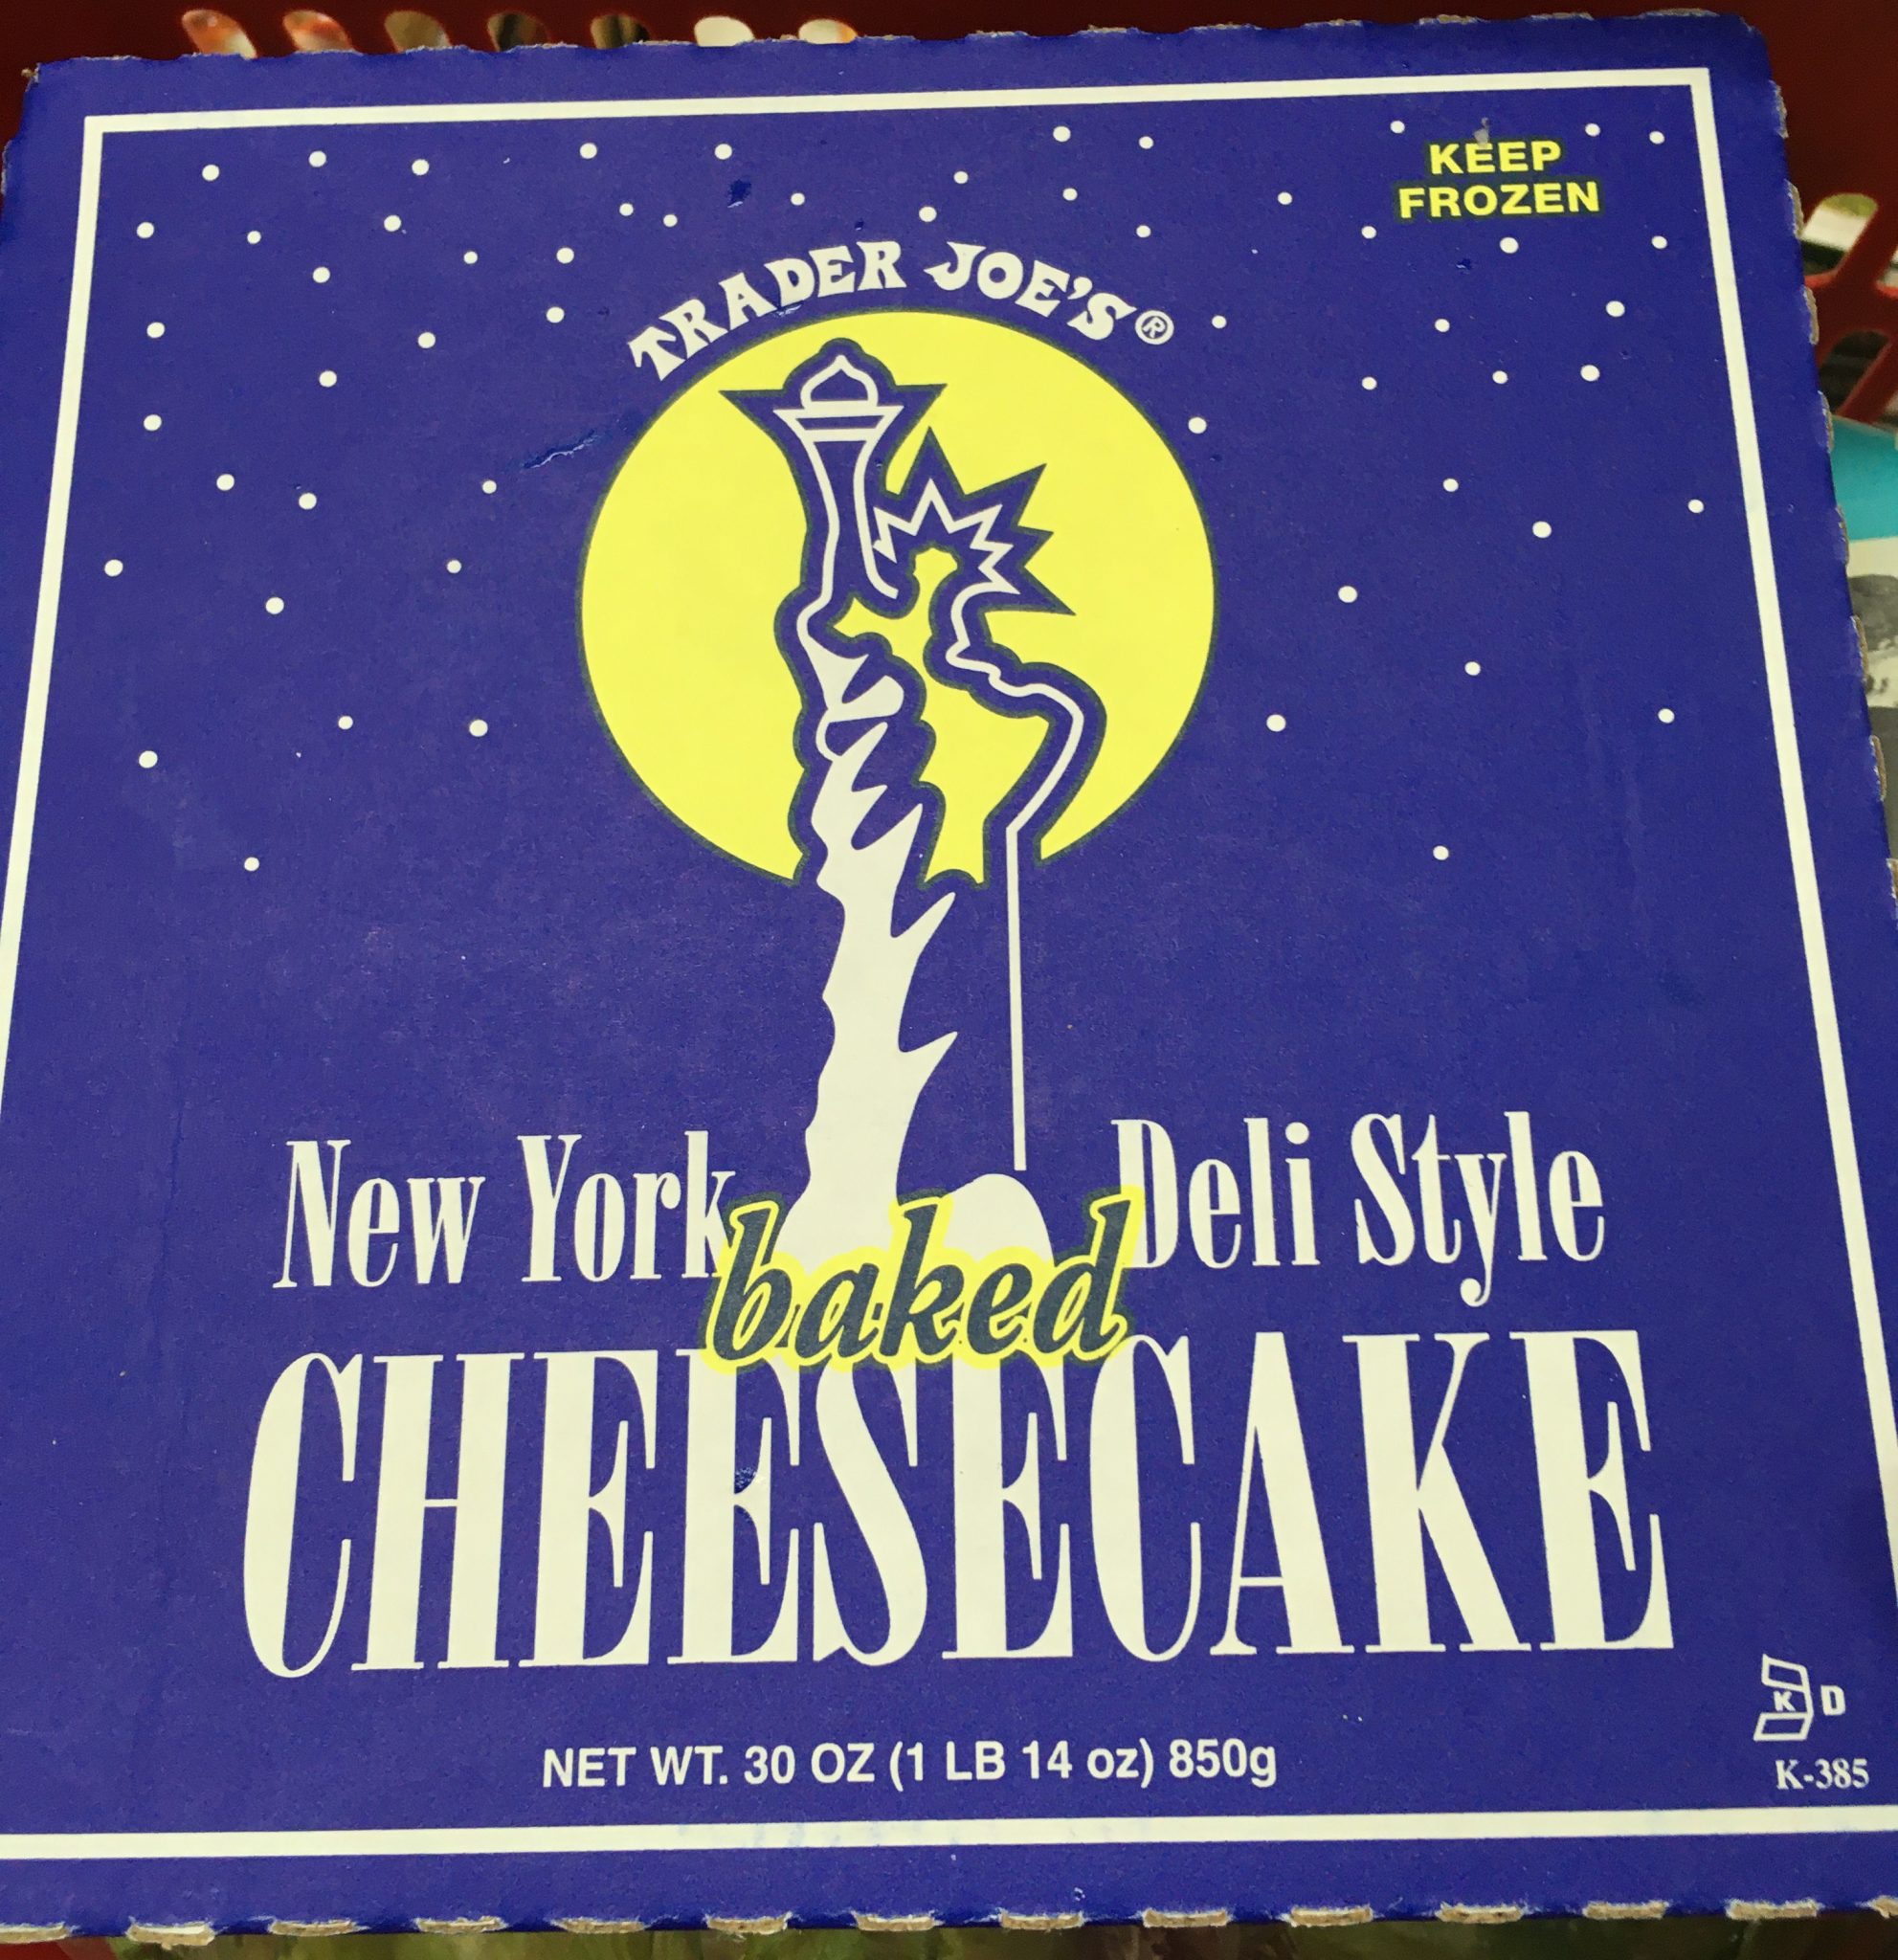 KEEP
FROZEN
TRADER JOE'S®
New York Deli Style
baked
CHEESECAKE
NET WT. 30 OZ (1 LB 14 oz) 850g
K D
K-385